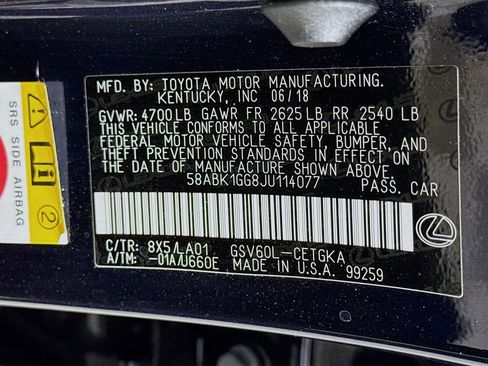 MFD. BY: TOYOTA MOTOR MANUFACTURING.
KENTUCKY, INC 06/18
GVWR: 4700LB GAWR FR 2625LB RR 2540 LB
THIS VEHICLE CONFORMS TO ALL APPLICABLE
FEDERAL MOTOR VEHICLE SAFETY, BUMPER, AND
THEFT PREVENTION STANDARDS IN EFFECT ON
THE DATE OF MANUFACTURE SHOWN ABOVE.
58ABK1GG8JU114077 PASS. CAR
C/TR: 8X5/LA01 GSV60L-CETGKA
A/TM: -01A/U660E MADE IN U.S.A. 99259
SRS SIDE AIRBAG
2